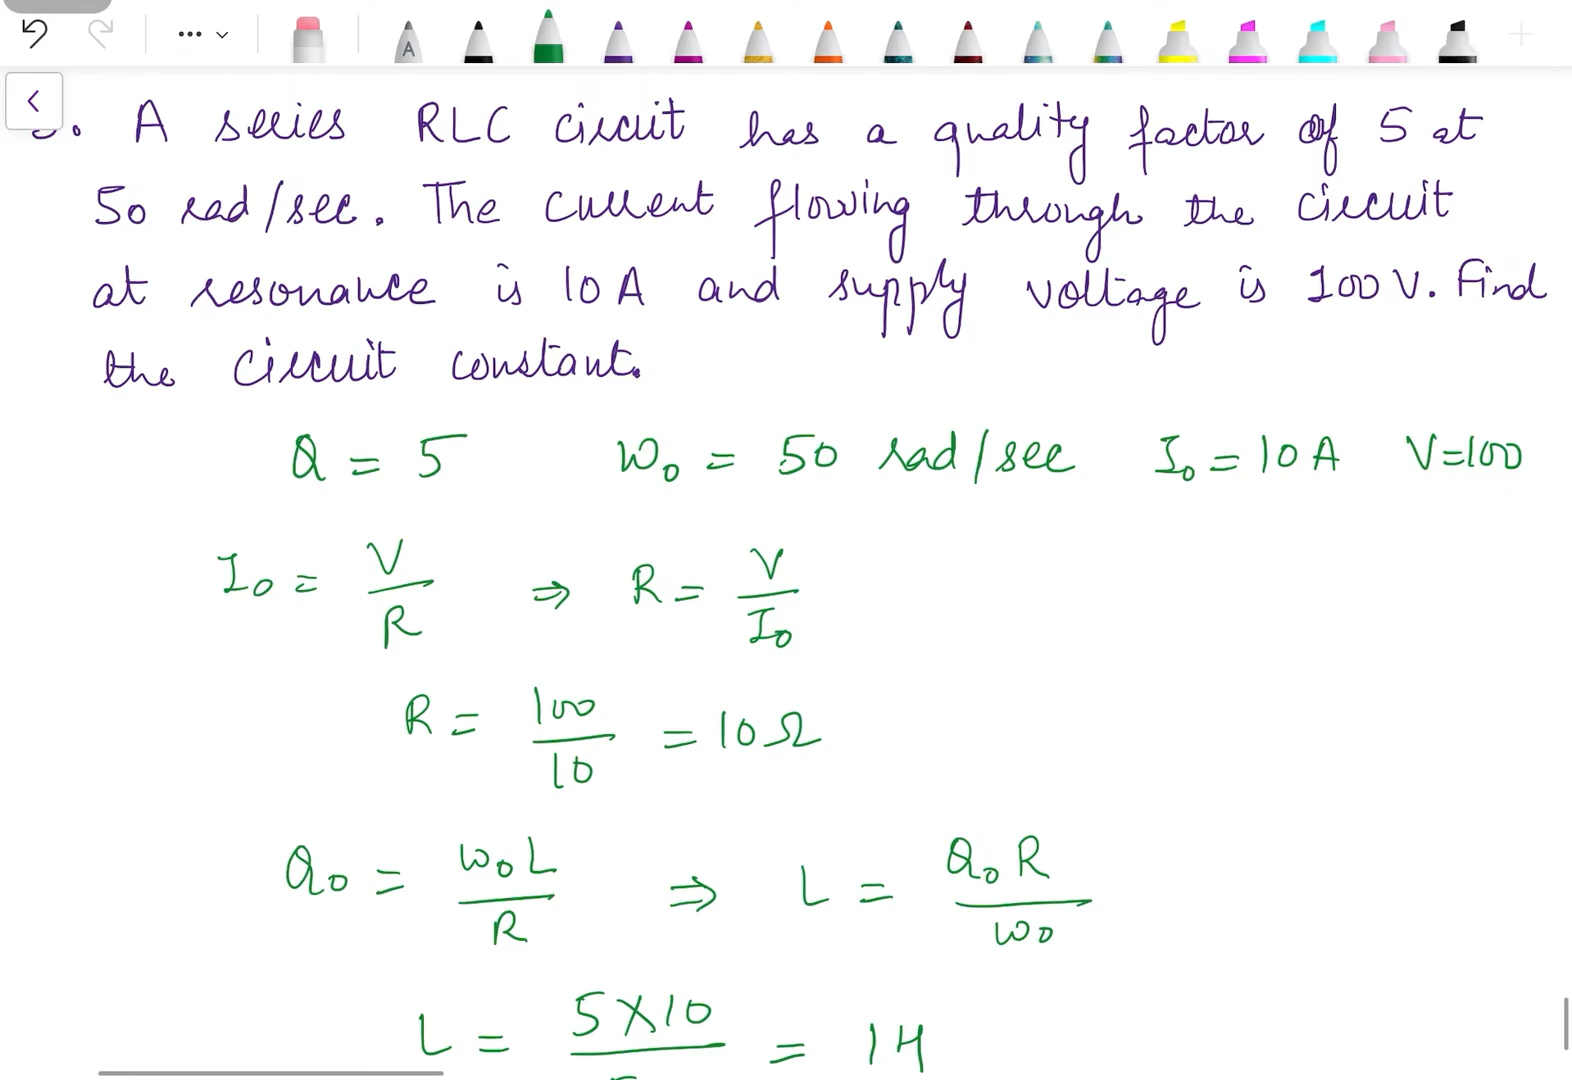 A
A series RLC circuit has a quality factor of 5 at
50 rad/sec. The current flowing through the circuit
at resonance is 10 A and supply voltage is 100 V. Find
the circuit constant.
Q = 5 W₀ = 50 rad/sec I₀ = 10 A V=100
I₀ = V/R ⇒ R = V/I₀
R = 100/10 = 10 Ω
Q₀ = W₀L/R ⇒ L = Q₀R/W₀
L = 5X10 = 1H